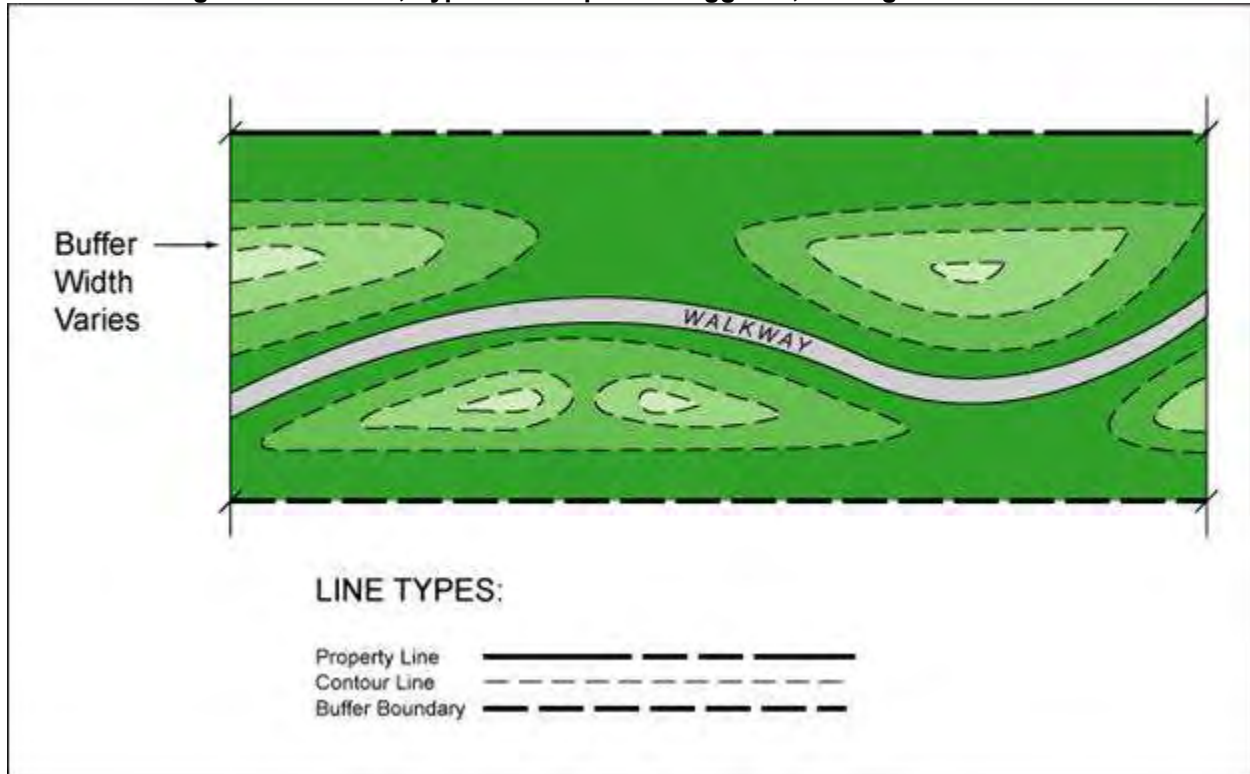 Buffer
Width
Varies
WALKWAY
LINE TYPES:
Property Line
Contour Line
Buffer Boundary